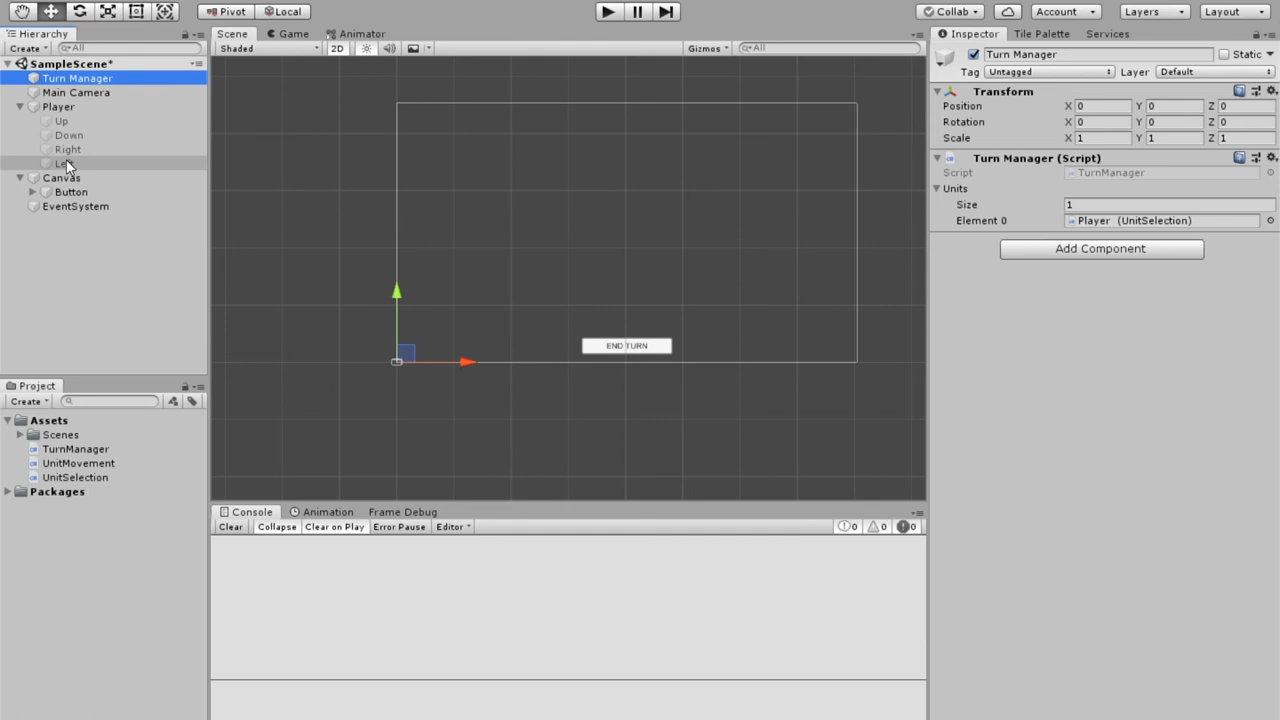 Pivot Local Collab Account Layers Layout
Hierarchy Scene Game Animator Inspector Tile Palette Services
Create All Shaded 2D Gizmos All
SampleScene*
Turn Manager
Main Camera
Player
Up
Down
Right
Canvas
Button
EventSystem
END TURN
Turn Manager Static
Tag Untagged Layer Default
Transform
Position X 0 Y 0 Z 0
Rotation X 0 Y 0 Z 0
Scale X 1 Y 1 Z 1
Turn Manager (Script)
Script TurnManager
Units
Size 1
Element 0 Player (UnitSelection)
Add Component
Project
Create
Assets
Scenes
TurnManager
UnitMovement
UnitSelection
Packages
Console Animation Frame Debug
Clear Collapse Clear on Play Error Pause Editor 0 0 0